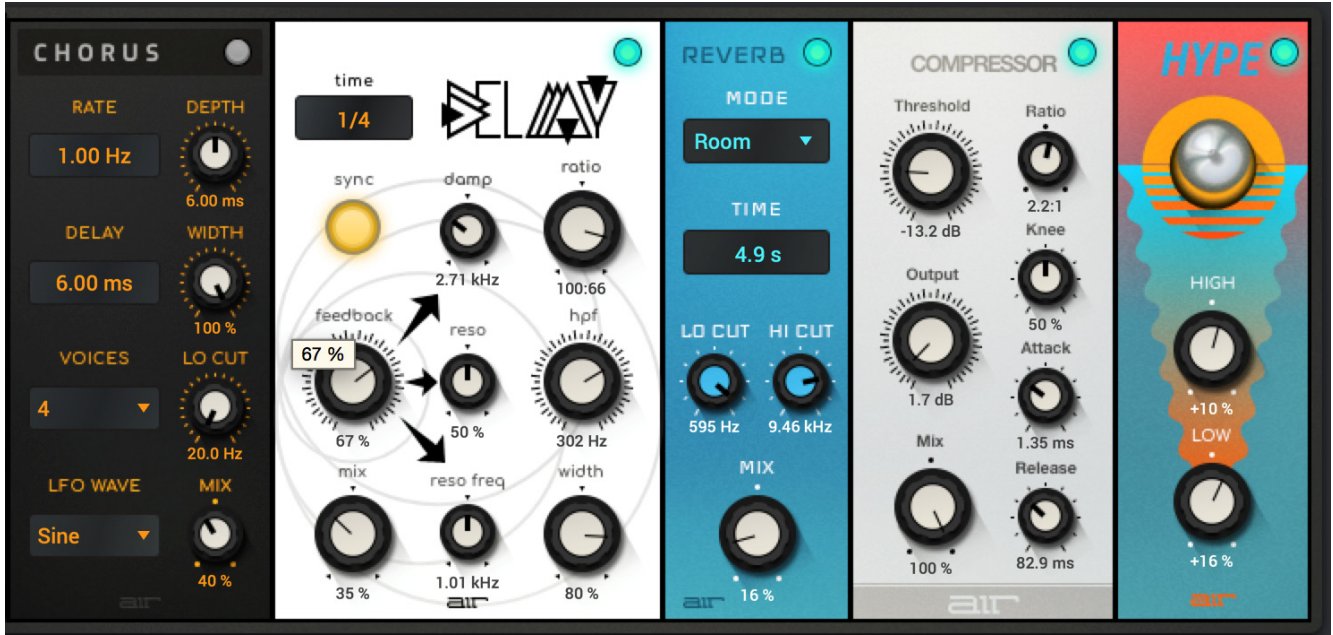 CHORUS
RATE
DEPTH
1.00 Hz
6.00 ms
DELAY
WIDTH
6.00 ms
100 %
VOICES
LO CUT
4
20.0 Hz
LFO WAVE
MIX
Sine
40 %
air
time
DELAY
1/4
sync
damp
ratio
2.71 kHz
100:66
feedback
reso
hpf
67 %
67 %
50 %
302 Hz
mix
reso freq
width
35 %
1.01 kHz
80 %
air
REVERB
MODE
Room
TIME
4.9 s
LO CUT
HI CUT
595 Hz
9.46 kHz
MIX
16 %
air
COMPRESSOR
Threshold
Ratio
-13.2 dB
2.2:1
Knee
Output
50 %
1.7 dB
Attack
1.35 ms
Mix
Release
100 %
82.9 ms
air
HYPE
HIGH
+10 %
LOW
+16 %
air